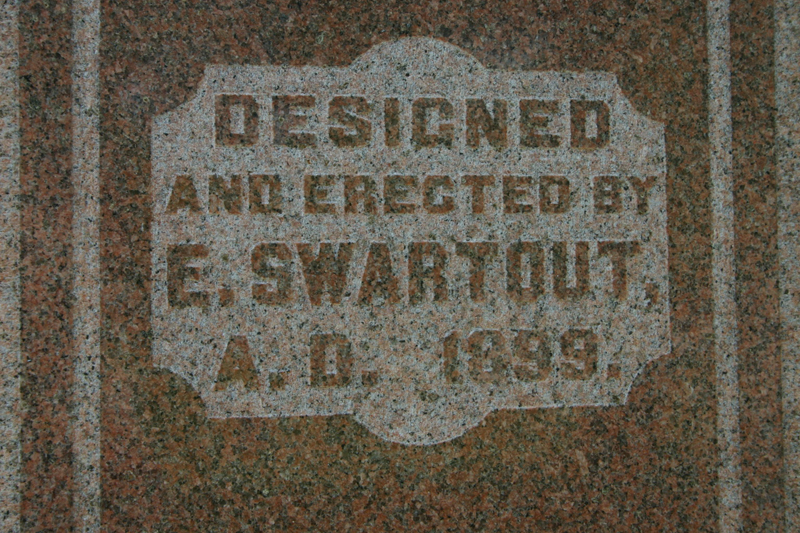 DESIGNED
AND ERECTED BY
E. SWARTOUT,
A. D. 1899.